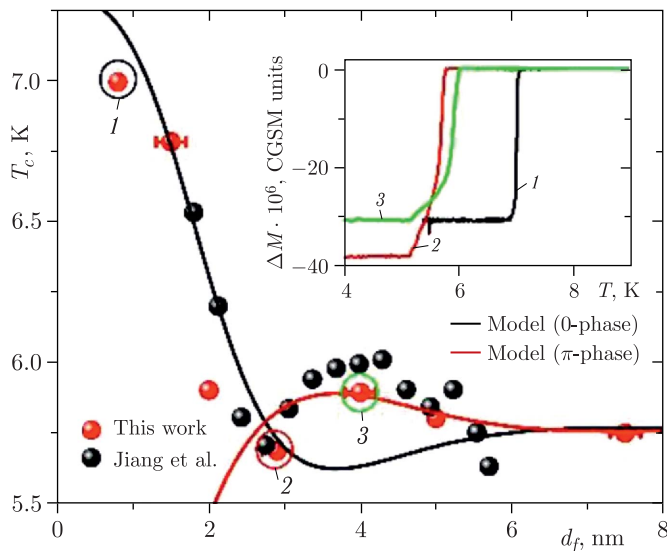 T_c, K
7.0
6.5
6.0
5.5
0
2
4
6
8
d_f, nm
1
2
3
This work
Jiang et al.
Model (0-phase)
Model (π-phase)
ΔM · 10^6, CGSM units
0
−20
−40
4
6
8
T, K
1
2
3